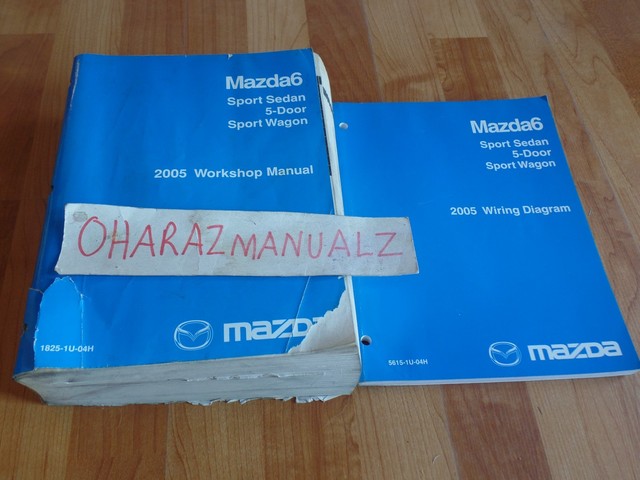 Mazda6
Sport Sedan
5-Door
Sport Wagon
2005 Workshop Manual
OHARAZMANUALZ
1825-1U-04H
mazda
Mazda6
Sport Sedan
5-Door
Sport Wagon
2005 Wiring Diagram
5615-1U-04H
mazda